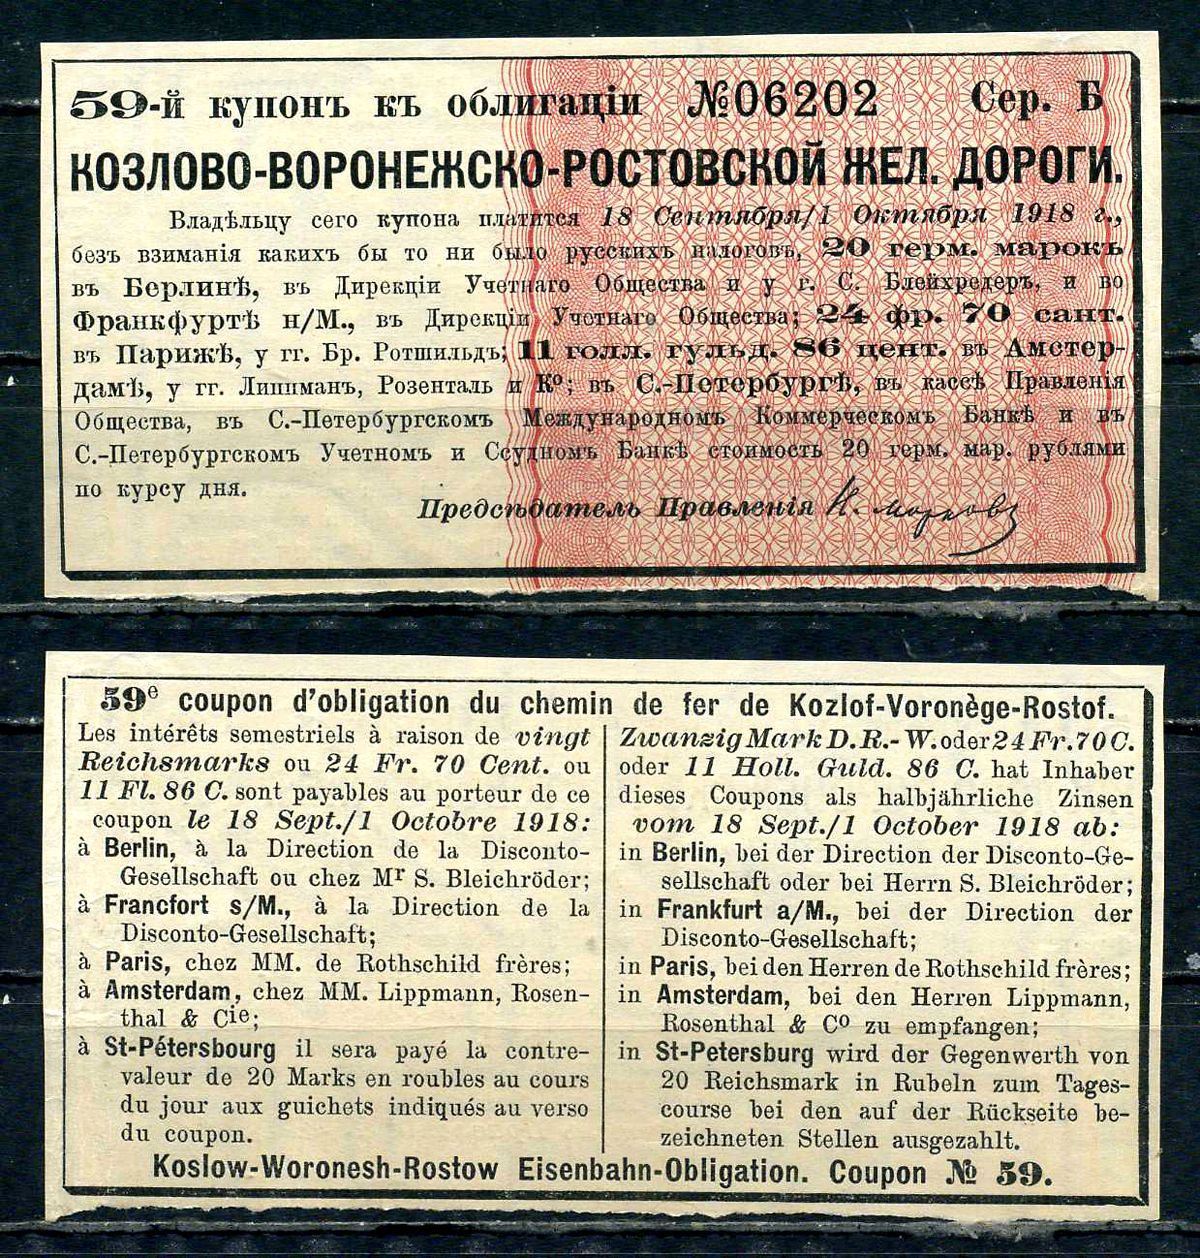 59-й купонъ къ облигаціи №06202 Сер. Б
КОЗЛОВО-ВОРОНЕЖСКО-РОСТОВСКОЙ ЖЕЛ. ДОРОГИ.
Владѣльцу сего купона платится 18 Сентября/1 Октября 1918 г.,
безъ взиманія какихъ бы то ни было русскихъ налоговъ, 20 герм. марокъ
въ Берлинѣ, въ Дирекціи Учетнаго Общества и у г. С. Блейхредеръ, и во
Франкфуртѣ н/М., въ Дирекціи Учетнаго Общества; 24 фр. 70 сант.
въ Парижѣ, у гг. Бр. Ротшильдъ; 11 голл. гульд. 86 цент. въ Амстер-
дамѣ, у гг. Липпманъ, Розенталь и Ко; въ С.-Петербургѣ, въ кассѣ Правленія
Общества, въ С.-Петербургскомъ Международномъ Коммерческомъ Банкѣ и въ
С.-Петербургскомъ Учетномъ и Ссудномъ Банкѣ стоимость 20 герм. мар. рублями
по курсу дня.
Предсѣдатель Правленія
59e coupon d'obligation du chemin de fer de Kozlof-Voronège-Rostof.
Les intérêts semestriels à raison de vingt
Reichsmarks ou 24 Fr. 70 Cent. ou
11 Fl. 86 C. sont payables au porteur de ce
coupon le 18 Sept./1 Octobre 1918:
à Berlin, à la Direction de la Disconto-
Gesellschaft ou chez Mr S. Bleichröder;
à Francfort s/M., à la Direction de la
Disconto-Gesellschaft;
à Paris, chez MM. de Rothschild frères;
à Amsterdam, chez MM. Lippmann, Rosen-
thal & Cie;
à St-Pétersbourg il sera payé la contre-
valeur de 20 Marks en roubles au cours
du jour aux guichets indiqués au verso
du coupon.
Zwanzig Mark D. R.-W. oder 24 Fr. 70 C.
oder 11 Holl. Guld. 86 C. hat Inhaber
dieses Coupons als halbjährliche Zinsen
vom 18 Sept./1 October 1918 ab:
in Berlin, bei der Direction der Disconto-Ge-
sellschaft oder bei Herrn S. Bleichröder;
in Frankfurt a/M., bei der Direction der
Disconto-Gesellschaft;
in Paris, bei den Herren de Rothschild frères;
in Amsterdam, bei den Herren Lippmann,
Rosenthal & Co zu empfangen;
in St-Petersburg wird der Gegenwerth von
20 Reichsmark in Rubeln zum Tages-
course bei den auf der Rückseite be-
zeichneten Stellen ausgezahlt.
Koslow-Woronesh-Rostow Eisenbahn-Obligation. Coupon № 59.